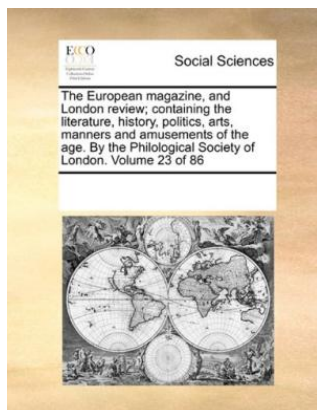 ECCO
Social Sciences
The European magazine, and
London review; containing the
literature, history, politics, arts,
manners and amusements of the
age. By the Philological Society of
London. Volume 23 of 86